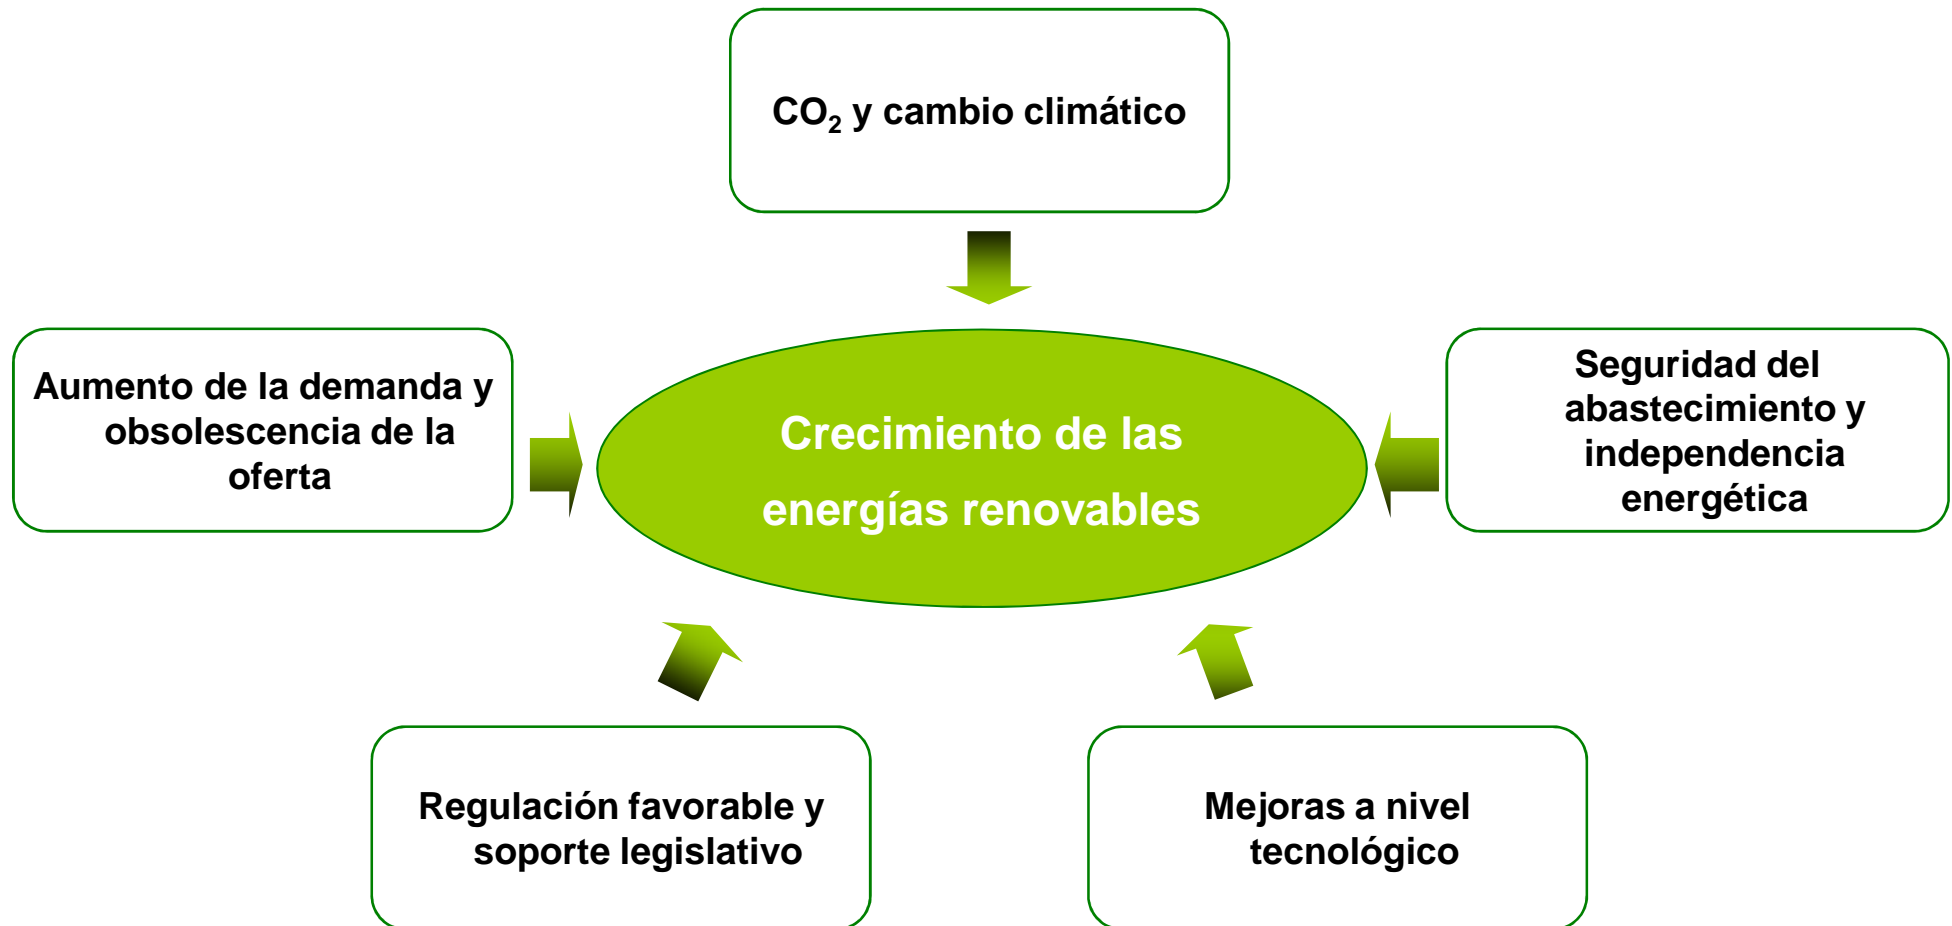 CO₂ y cambio climático
Aumento de la demanda y
obsolescencia de la
oferta
Crecimiento de las
energías renovables
Seguridad del
abastecimiento y
independencia
energética
Regulación favorable y
soporte legislativo
Mejoras a nivel
tecnológico